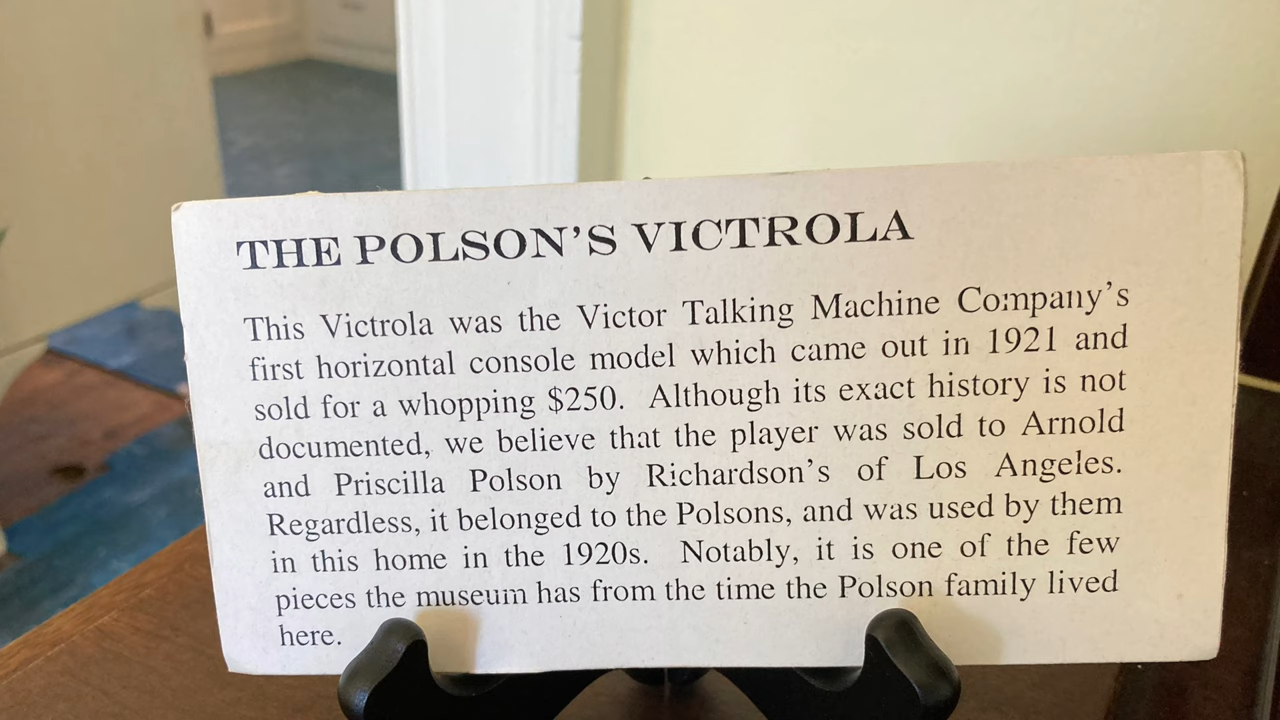 THE POLSON'S VICTROLA
This Victrola was the Victor Talking Machine Company's
first horizontal console model which came out in 1921 and
sold for a whopping $250. Although its exact history is not
documented, we believe that the player was sold to Arnold
and Priscilla Polson by Richardson's of Los Angeles.
Regardless, it belonged to the Polsons, and was used by them
in this home in the 1920s. Notably, it is one of the few
pieces the museum has from the time the Polson family lived
here.